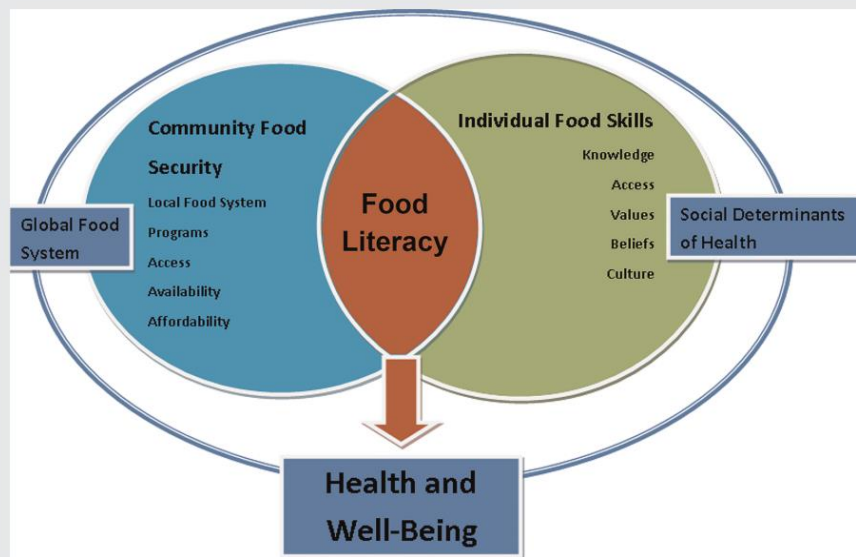 Community Food
Security
Local Food System
Programs
Access
Availability
Affordability
Individual Food Skills
Knowledge
Access
Values
Beliefs
Culture
Food
Literacy
Global Food
System
Social Determinants
of Health
Health and
Well-Being